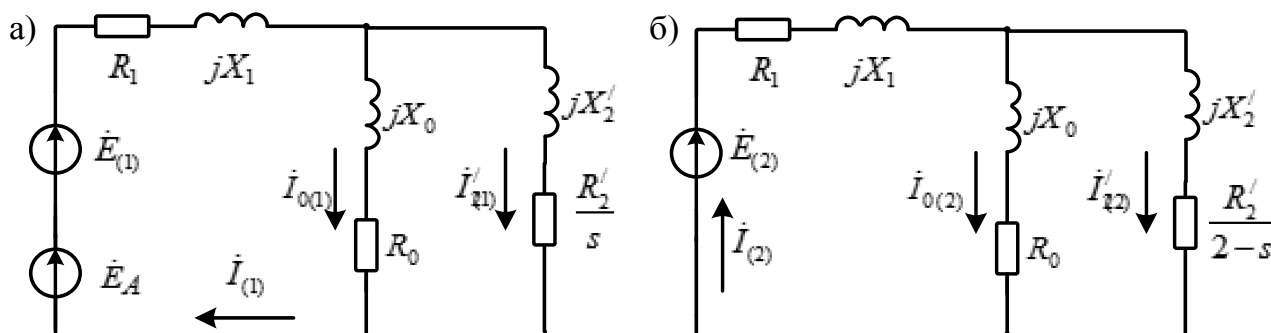 а)
R₁
jX₁
jX₀
jX₂′
Ė₍₁₎
İ₀₍₁₎
İ′₂₍₁₎
R₂′
s
R₀
Ė_A
İ₍₁₎
б)
R₁
jX₁
jX₀
jX₂′
Ė₍₂₎
İ₀₍₂₎
İ′₂₍₂₎
R₂′
2 − s
R₀
İ₍₂₎